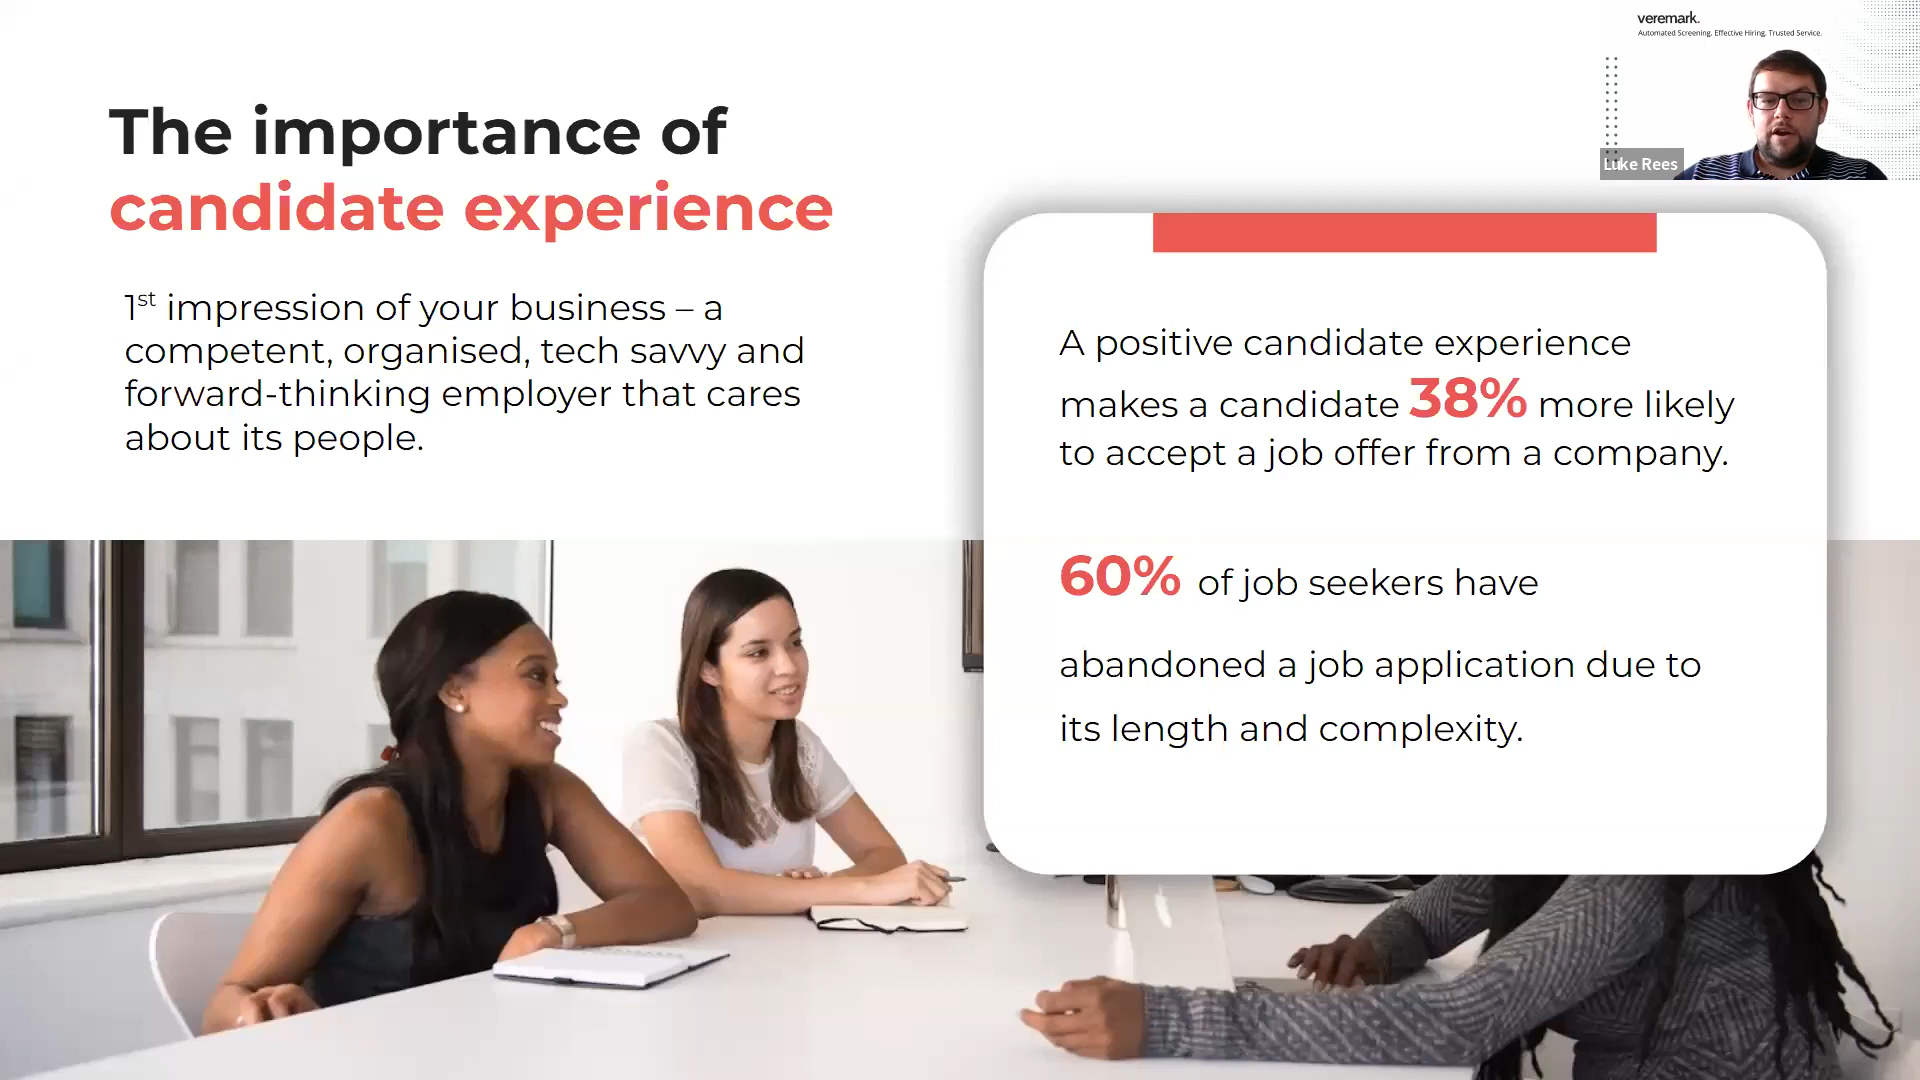 veremark.
Automated Screening. Effective Hiring. Trusted Service.
Luke Rees
The importance of
candidate experience
1st impression of your business – a
competent, organised, tech savvy and
forward-thinking employer that cares
about its people.
A positive candidate experience
makes a candidate 38% more likely
to accept a job offer from a company.
60% of job seekers have
abandoned a job application due to
its length and complexity.